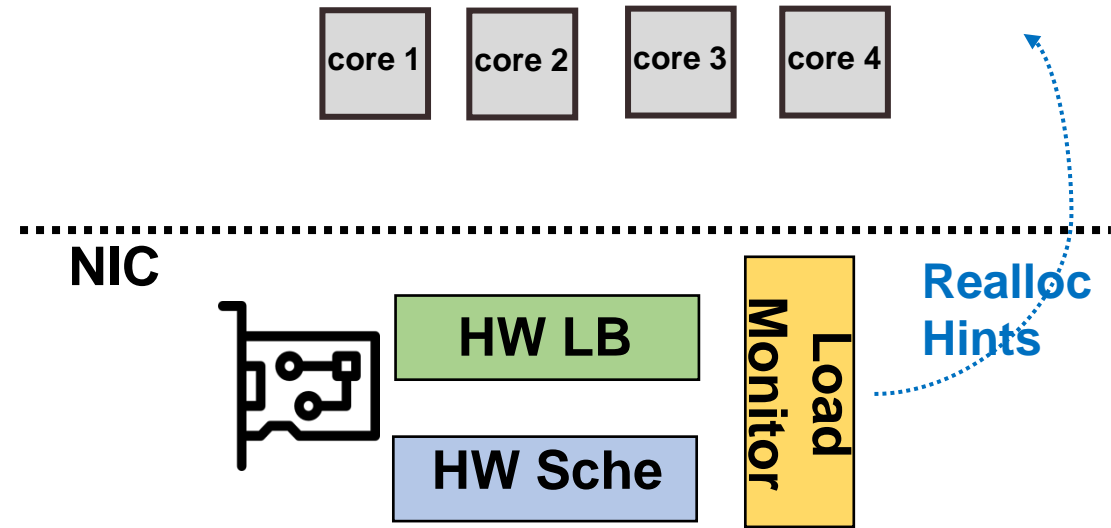 core 1
core 2
core 3
core 4
NIC
HW LB
HW Sche
Load
Monitor
Realloc
Hints